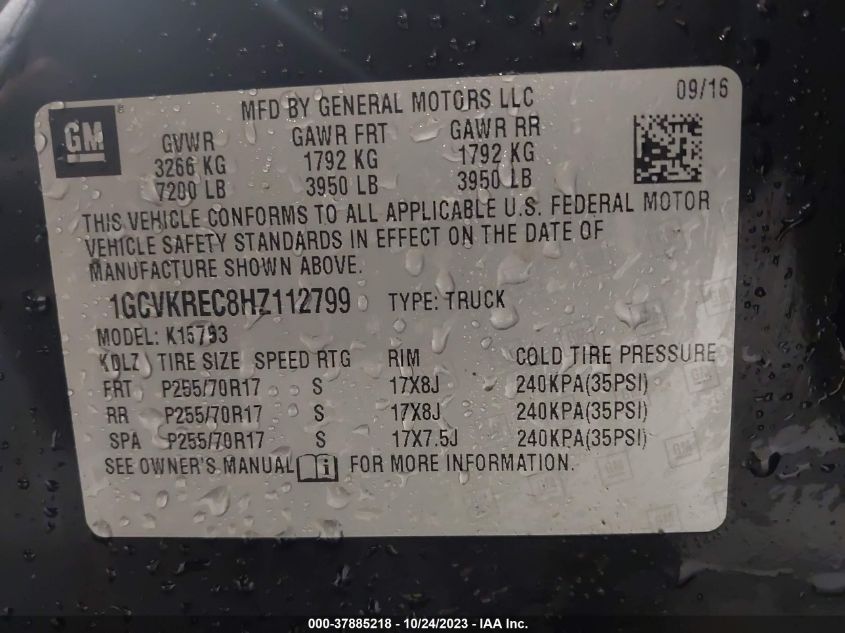 GM
MFD BY GENERAL MOTORS LLC 09/16
GVWR GAWR FRT GAWR RR
3266 KG 1792 KG 1792 KG
7200 LB 3950 LB 3950 LB
THIS VEHICLE CONFORMS TO ALL APPLICABLE U.S. FEDERAL MOTOR
VEHICLE SAFETY STANDARDS IN EFFECT ON THE DATE OF
MANUFACTURE SHOWN ABOVE.
1GCVKREC8HZ112799 TYPE: TRUCK
MODEL: K15793
KDLZ TIRE SIZE SPEED RTG RIM COLD TIRE PRESSURE
FRT P255/70R17 S 17X8J 240KPA(35PSI)
RR P255/70R17 S 17X8J 240KPA(35PSI)
SPA P255/70R17 S 17X7.5J 240KPA(35PSI)
SEE OWNER'S MANUAL i FOR MORE INFORMATION.
000-37885218 - 10/24/2023 - IAA Inc.